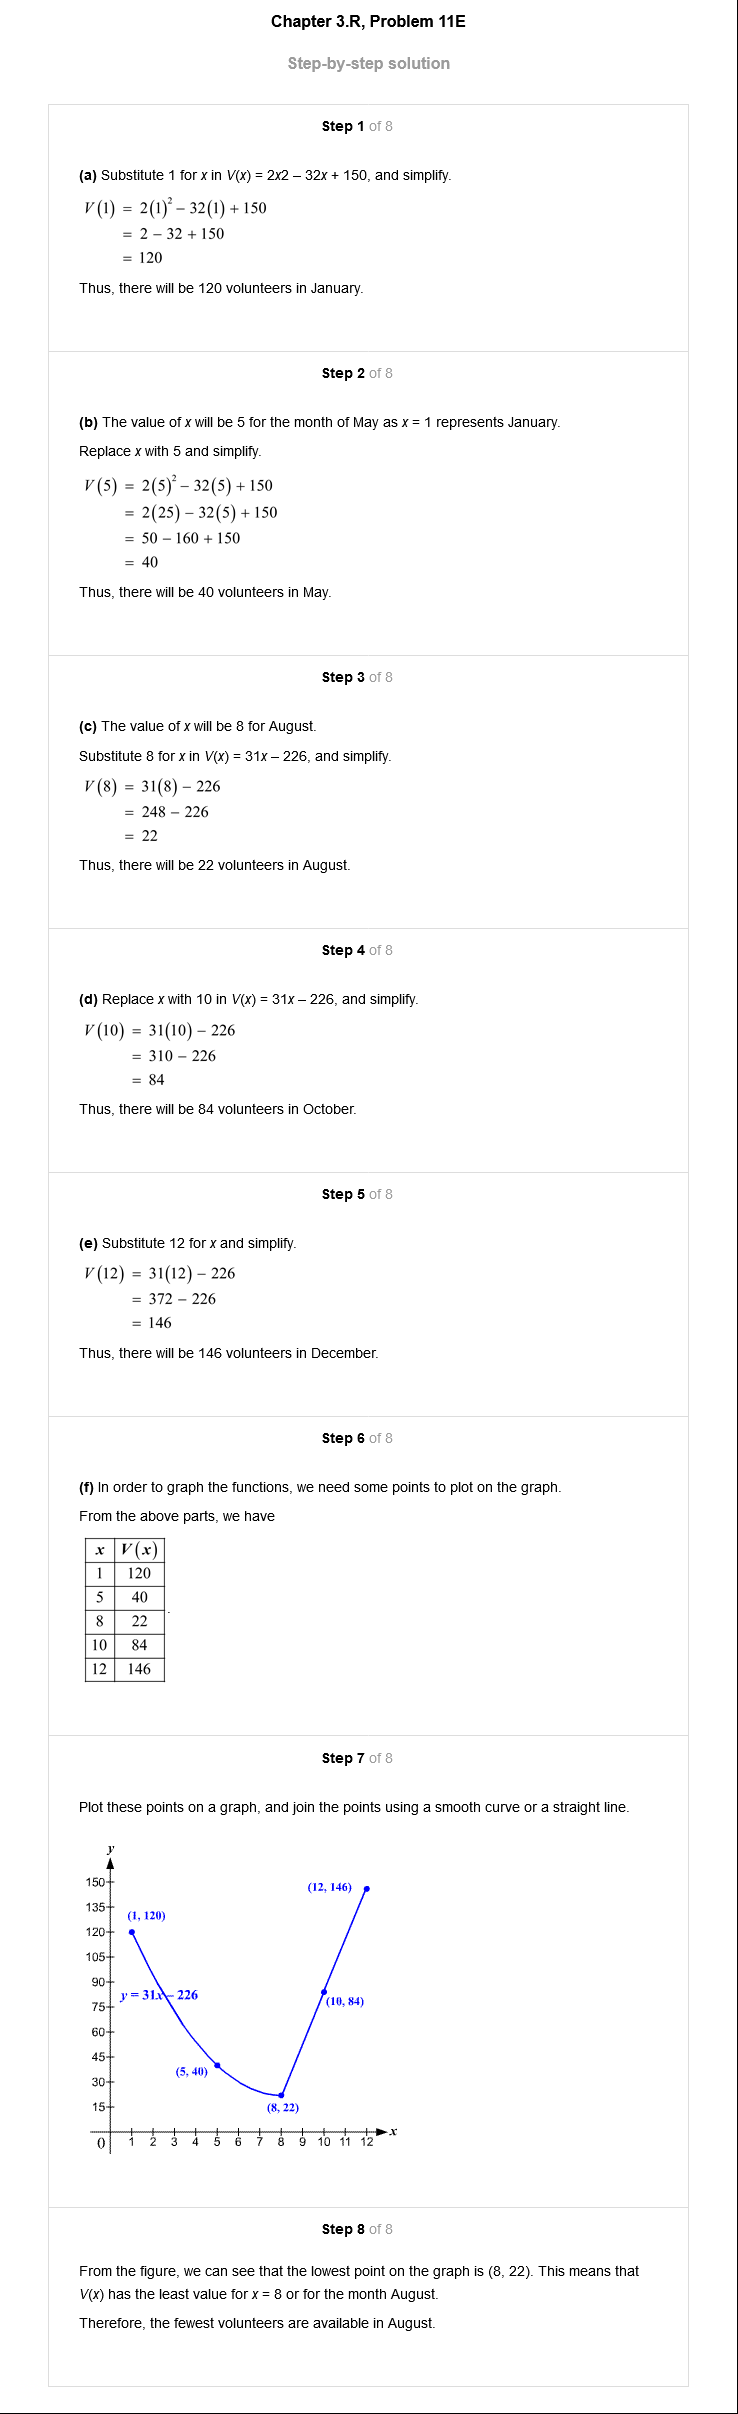 Chapter 3.R, Problem 11E
Step-by-step solution
Step 1 of 8
(a) Substitute 1 for x in V(x) = 2x2 – 32x + 150, and simplify.
V(1) = 2(1)² – 32(1) + 150
= 2 – 32 + 150
= 120
Thus, there will be 120 volunteers in January.
Step 2 of 8
(b) The value of x will be 5 for the month of May as x = 1 represents January.
Replace x with 5 and simplify.
V(5) = 2(5)² – 32(5) + 150
= 2(25) – 32(5) + 150
= 50 – 160 + 150
= 40
Thus, there will be 40 volunteers in May.
Step 3 of 8
(c) The value of x will be 8 for August.
Substitute 8 for x in V(x) = 31x – 226, and simplify.
V(8) = 31(8) – 226
= 248 – 226
= 22
Thus, there will be 22 volunteers in August.
Step 4 of 8
(d) Replace x with 10 in V(x) = 31x – 226, and simplify.
V(10) = 31(10) – 226
= 310 – 226
= 84
Thus, there will be 84 volunteers in October.
Step 5 of 8
(e) Substitute 12 for x and simplify.
V(12) = 31(12) – 226
= 372 – 226
= 146
Thus, there will be 146 volunteers in December.
Step 6 of 8
(f) In order to graph the functions, we need some points to plot on the graph.
From the above parts, we have
x V(x)
1 120
5 40
8 22
10 84
12 146
.
Step 7 of 8
Plot these points on a graph, and join the points using a smooth curve or a straight line.
y
150
(12, 146)
135
(1, 120)
120
105
90
y = 31x – 226
75
(10, 84)
60
45
(5, 40)
30
15
(8, 22)
x
0 1 2 3 4 5 6 7 8 9 10 11 12
Step 8 of 8
From the figure, we can see that the lowest point on the graph is (8, 22). This means that
V(x) has the least value for x = 8 or for the month August.
Therefore, the fewest volunteers are available in August.